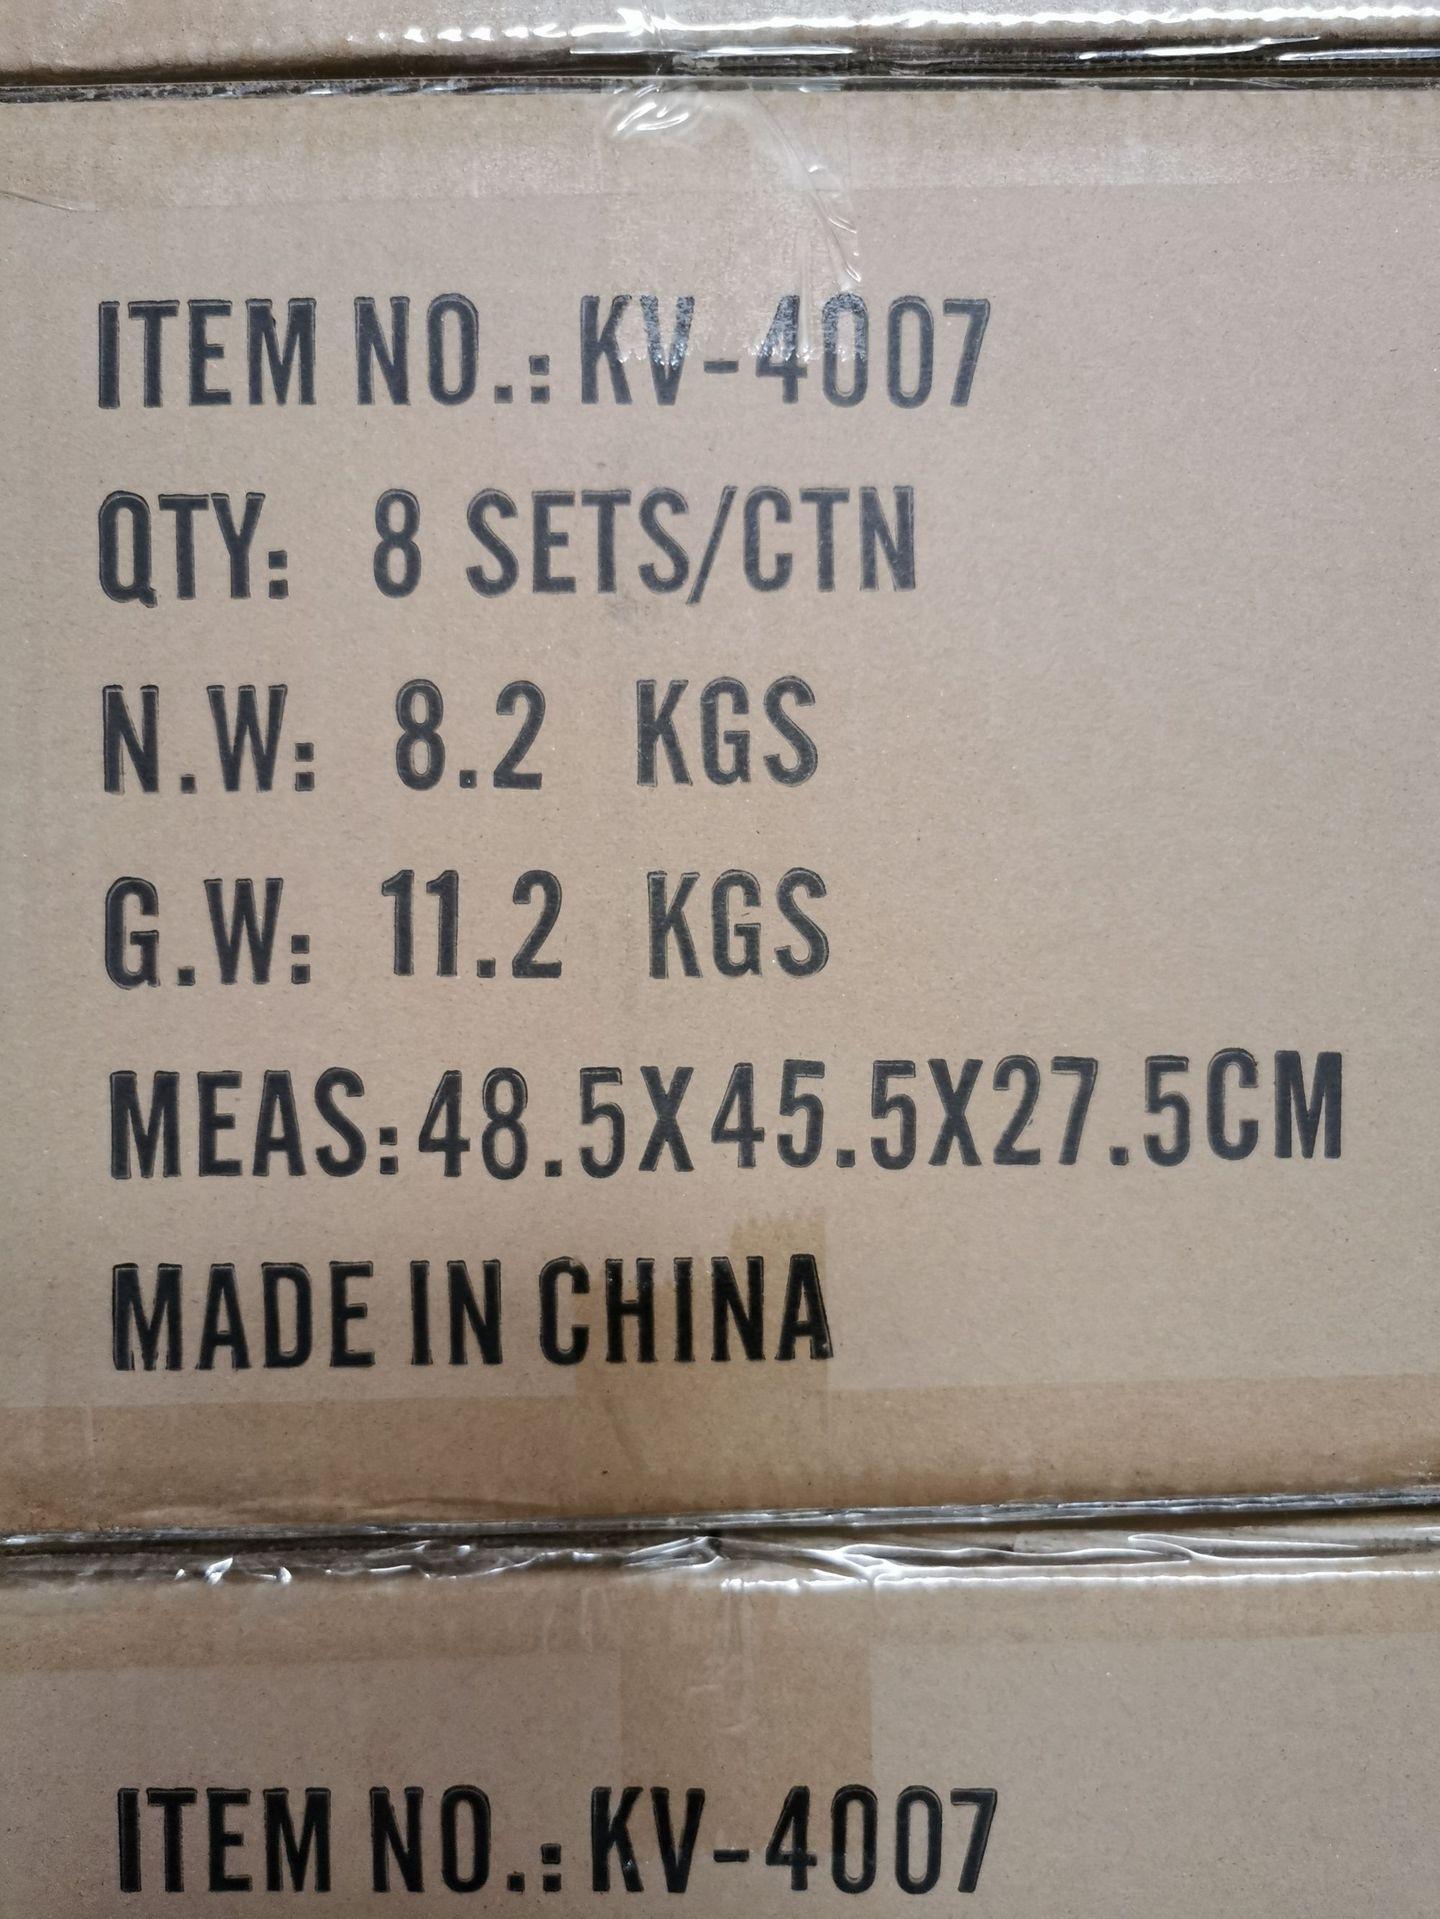 ITEM NO.: KV-4007
QTY: 8 SETS/CTN
N.W: 8.2 KGS
G.W: 11.2 KGS
MEAS:48.5X45.5X27.5CM
MADE IN CHINA
ITEM NO.: KV-4007